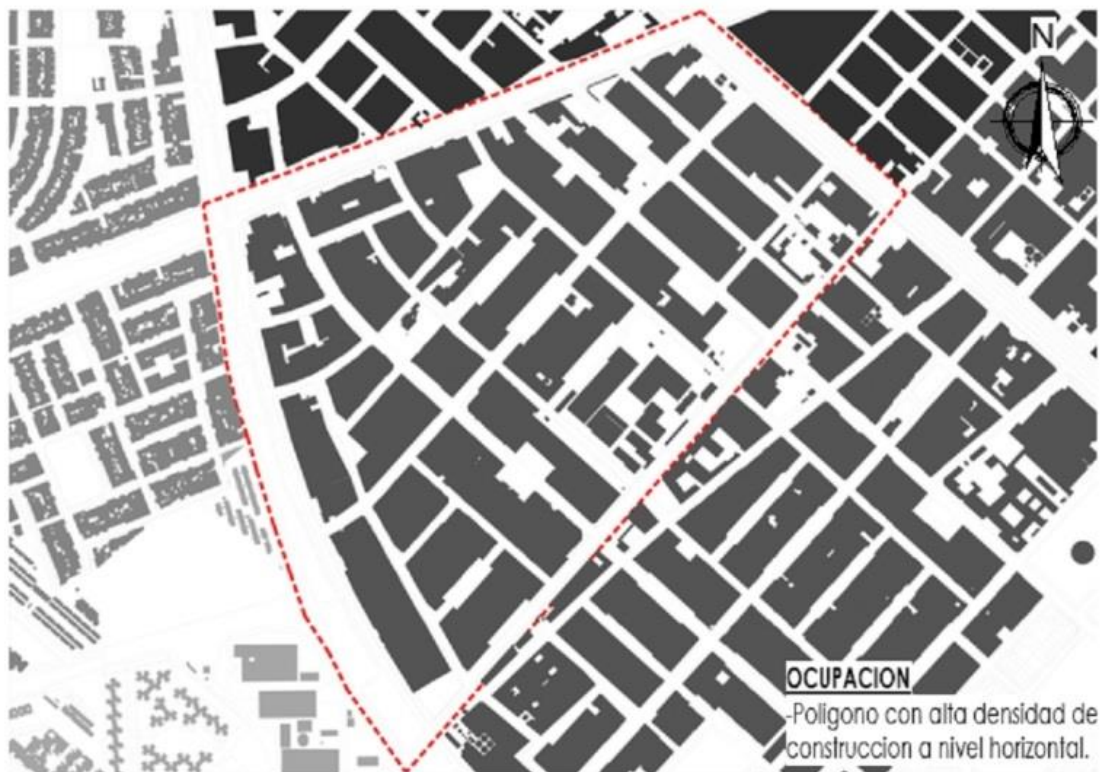 N
OCUPACION
-Poligono con alta densidad de
construccion a nivel horizontal.